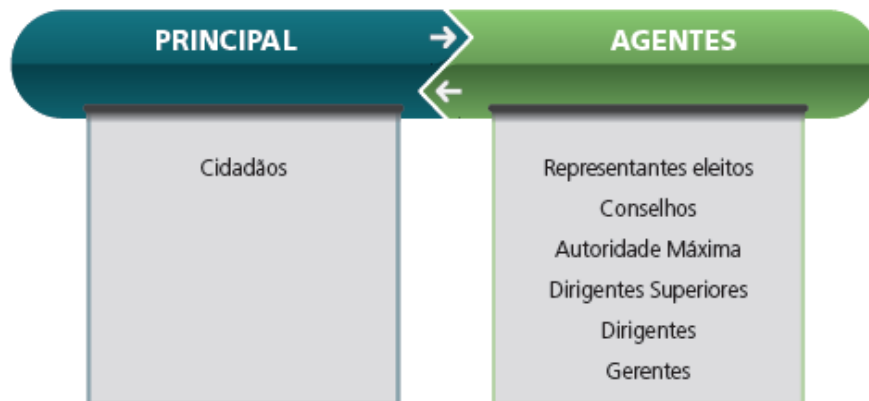 PRINCIPAL
AGENTES
Cidadãos
Representantes eleitos
Conselhos
Autoridade Máxima
Dirigentes Superiores
Dirigentes
Gerentes